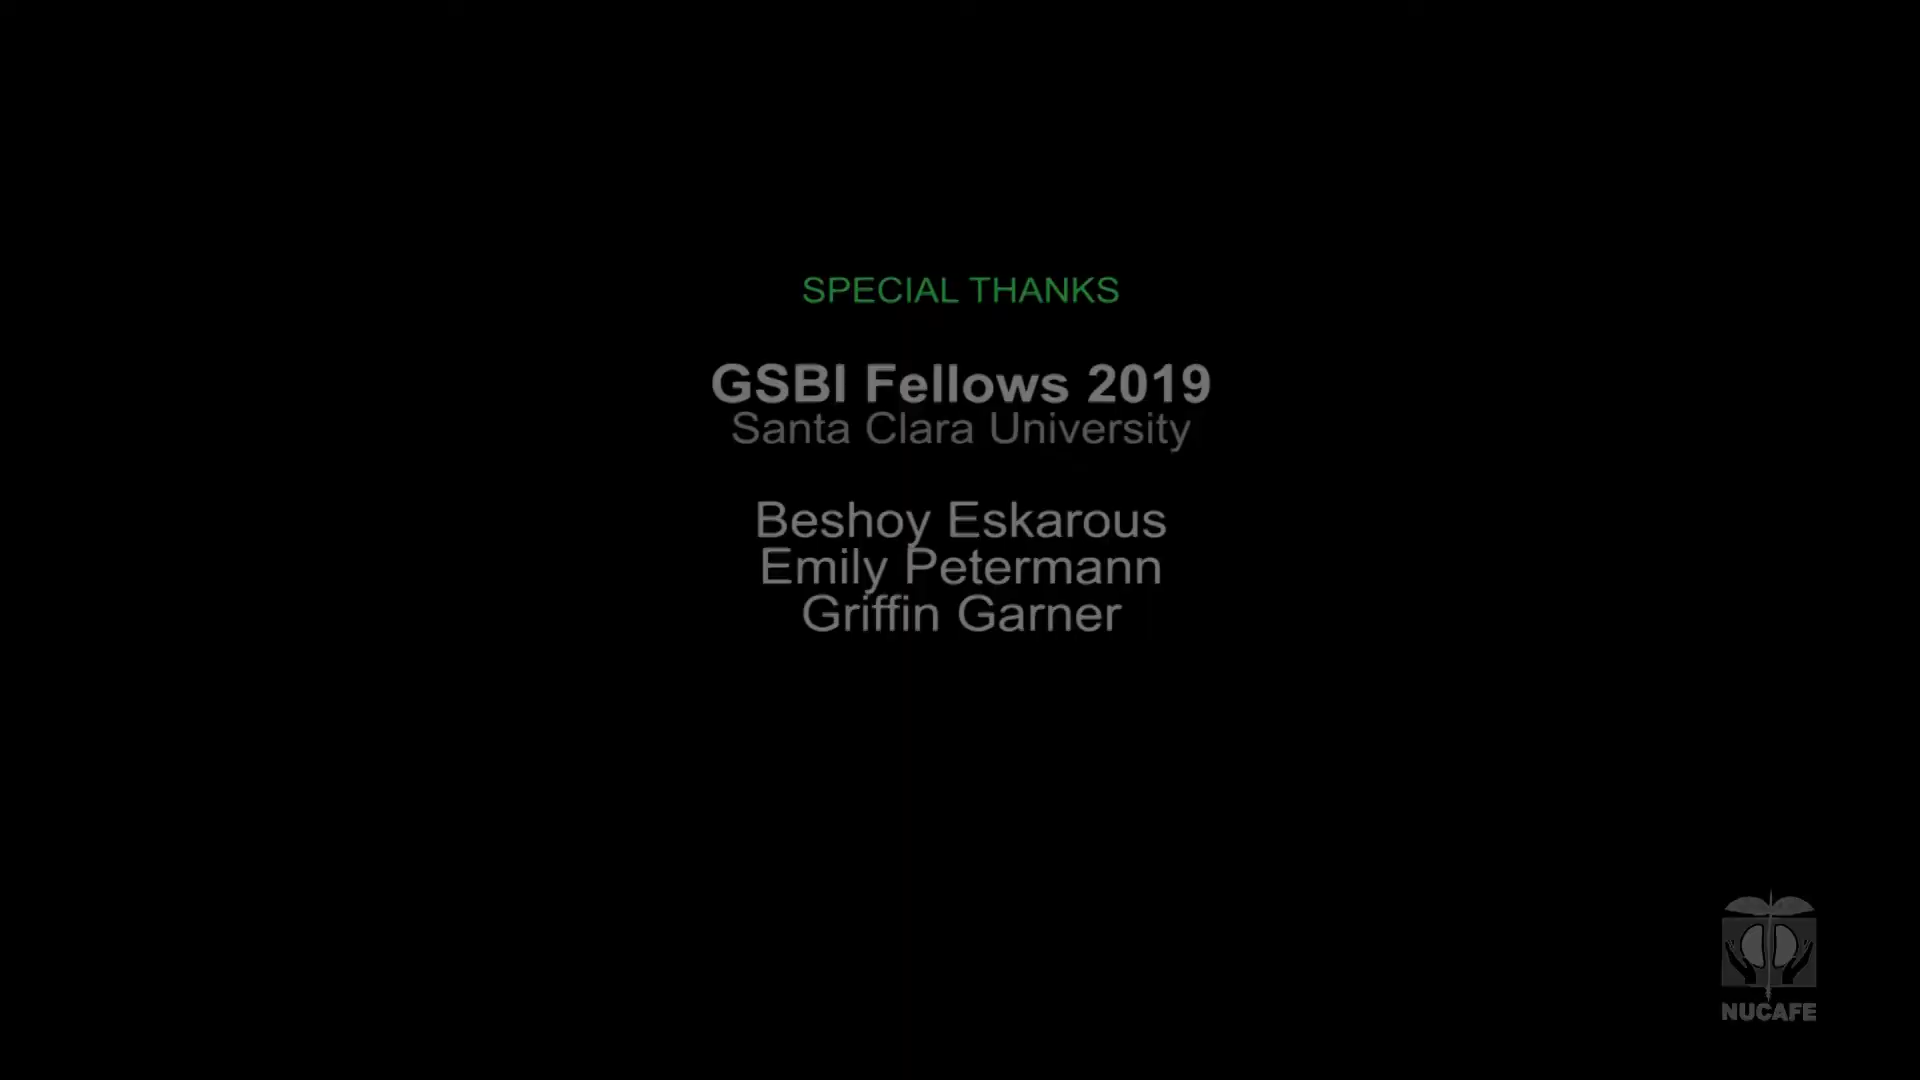 SPECIAL THANKS
GSBI Fellows 2019
Santa Clara University
Beshoy Eskarous
Emily Petermann
Griffin Garner
NUCAFE